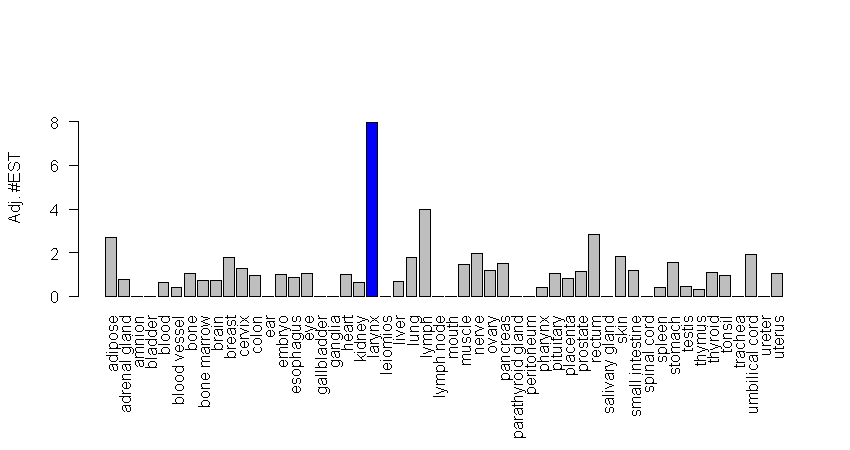 Adj. #EST
8
6
4
2
0
adipose
adrenal gland
amnion
bladder
blood
blood vessel
bone
bone marrow
brain
breast
cervix
colon
ear
embryo
esophagus
eye
gallbladder
ganglia
heart
kidney
larynx
leiomios
liver
lung
lymph
lymph node
mouth
muscle
nerve
ovary
pancreas
parathyroid gland
peritoneum
pharynx
pituitary
placenta
prostate
rectum
salivary gland
skin
small intestine
spinal cord
spleen
stomach
testis
thymus
thyroid
tonsil
trachea
umbilical cord
ureter
uterus